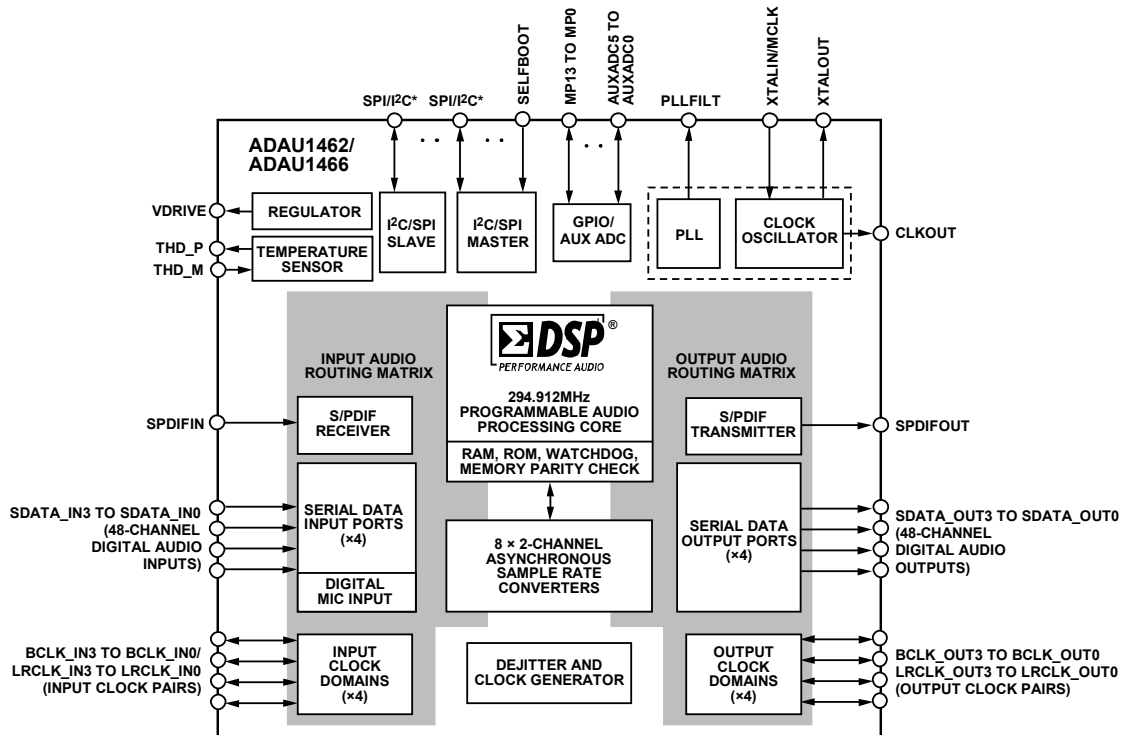 SPI/I²C*
SPI/I²C*
SELFBOOT
MP13 TO MP0
AUXADC5 TO
AUXADC0
PLLFILT
XTALIN/MCLK
XTALOUT
ADAU1462/
ADAU1466
VDRIVE
REGULATOR
THD_P
THD_M
TEMPERATURE
SENSOR
I²C/SPI
SLAVE
I²C/SPI
MASTER
GPIO/
AUX ADC
PLL
CLOCK
OSCILLATOR
CLKOUT
INPUT AUDIO
ROUTING MATRIX
ΣDSP®
PERFORMANCE AUDIO
294.912MHz
PROGRAMMABLE AUDIO
PROCESSING CORE
RAM, ROM, WATCHDOG,
MEMORY PARITY CHECK
OUTPUT AUDIO
ROUTING MATRIX
SPDIFIN
S/PDIF
RECEIVER
S/PDIF
TRANSMITTER
SPDIFOUT
SDATA_IN3 TO SDATA_IN0
(48-CHANNEL
DIGITAL AUDIO
INPUTS)
SERIAL DATA
INPUT PORTS
(×4)
DIGITAL
MIC INPUT
8 × 2-CHANNEL
ASYNCHRONOUS
SAMPLE RATE
CONVERTERS
SERIAL DATA
OUTPUT PORTS
(×4)
SDATA_OUT3 TO SDATA_OUT0
(48-CHANNEL
DIGITAL AUDIO
OUTPUTS)
BCLK_IN3 TO BCLK_IN0/
LRCLK_IN3 TO LRCLK_IN0
(INPUT CLOCK PAIRS)
INPUT
CLOCK
DOMAINS
(×4)
DEJITTER AND
CLOCK GENERATOR
OUTPUT
CLOCK
DOMAINS
(×4)
BCLK_OUT3 TO BCLK_OUT0
LRCLK_OUT3 TO LRCLK_OUT0
(OUTPUT CLOCK PAIRS)